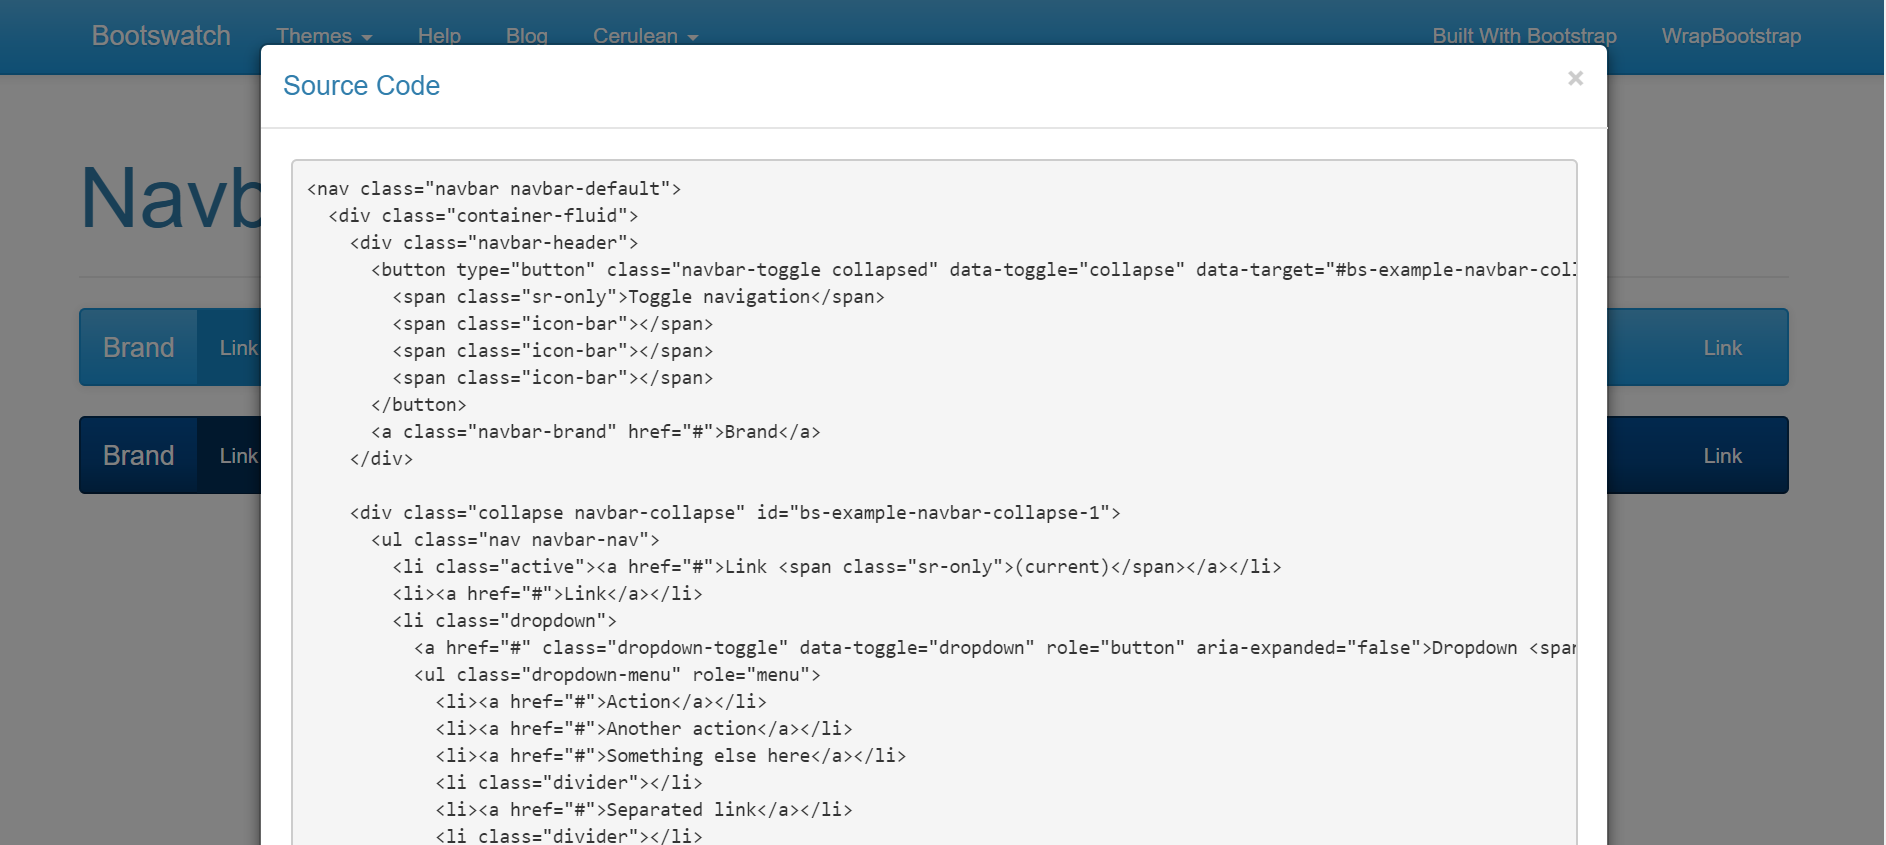 Bootswatch Themes Help Blog Cerulean Built With Bootstrap WrapBootstrap
Source Code ×
Navb
Brand Link Link
Brand Link Link
<nav class="navbar navbar-default">
  <div class="container-fluid">
    <div class="navbar-header">
      <button type="button" class="navbar-toggle collapsed" data-toggle="collapse" data-target="#bs-example-navbar-coll
        <span class="sr-only">Toggle navigation</span>
        <span class="icon-bar"></span>
        <span class="icon-bar"></span>
        <span class="icon-bar"></span>
      </button>
      <a class="navbar-brand" href="#">Brand</a>
    </div>

    <div class="collapse navbar-collapse" id="bs-example-navbar-collapse-1">
      <ul class="nav navbar-nav">
        <li class="active"><a href="#">Link <span class="sr-only">(current)</span></a></li>
        <li><a href="#">Link</a></li>
        <li class="dropdown">
          <a href="#" class="dropdown-toggle" data-toggle="dropdown" role="button" aria-expanded="false">Dropdown <span
          <ul class="dropdown-menu" role="menu">
            <li><a href="#">Action</a></li>
            <li><a href="#">Another action</a></li>
            <li><a href="#">Something else here</a></li>
            <li class="divider"></li>
            <li><a href="#">Separated link</a></li>
            <li class="divider"></li>